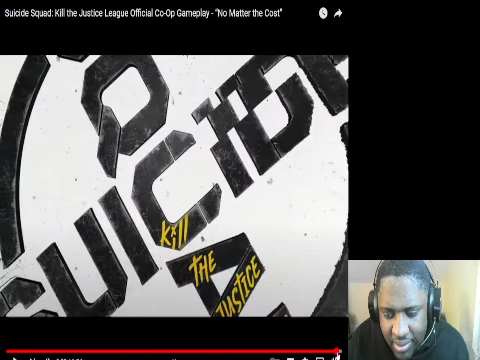 Suicide Squad: Kill the Justice League Official Co-Op Gameplay - "No Matter the Cost"
SUICIDE
Kill
THE
JUSTICE